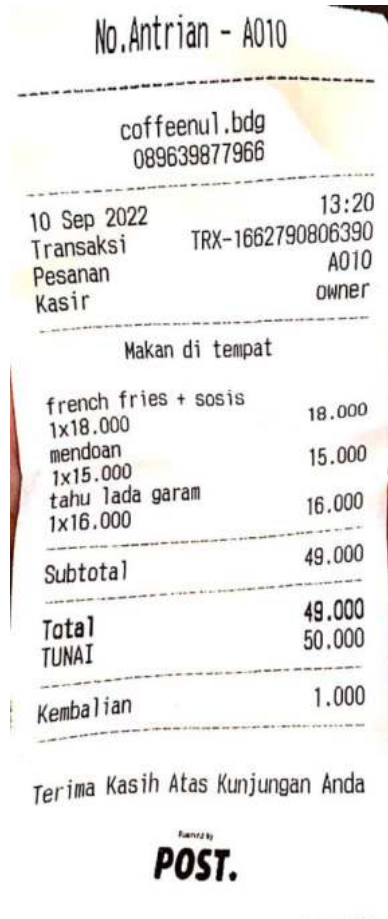 No.Antrian - A010
coffeenul.bdg
089639877966
10 Sep 2022 13:20
Transaksi TRX-1662790806390
Pesanan A010
Kasir owner
Makan di tempat
french fries + sosis
1x18.000 18.000
mendoan
1x15.000 15.000
tahu lada garam
1x16.000 16.000
Subtotal 49.000
Total 49.000
TUNAI 50.000
Kembalian 1.000
Terima Kasih Atas Kunjungan Anda
Powered by
POST.